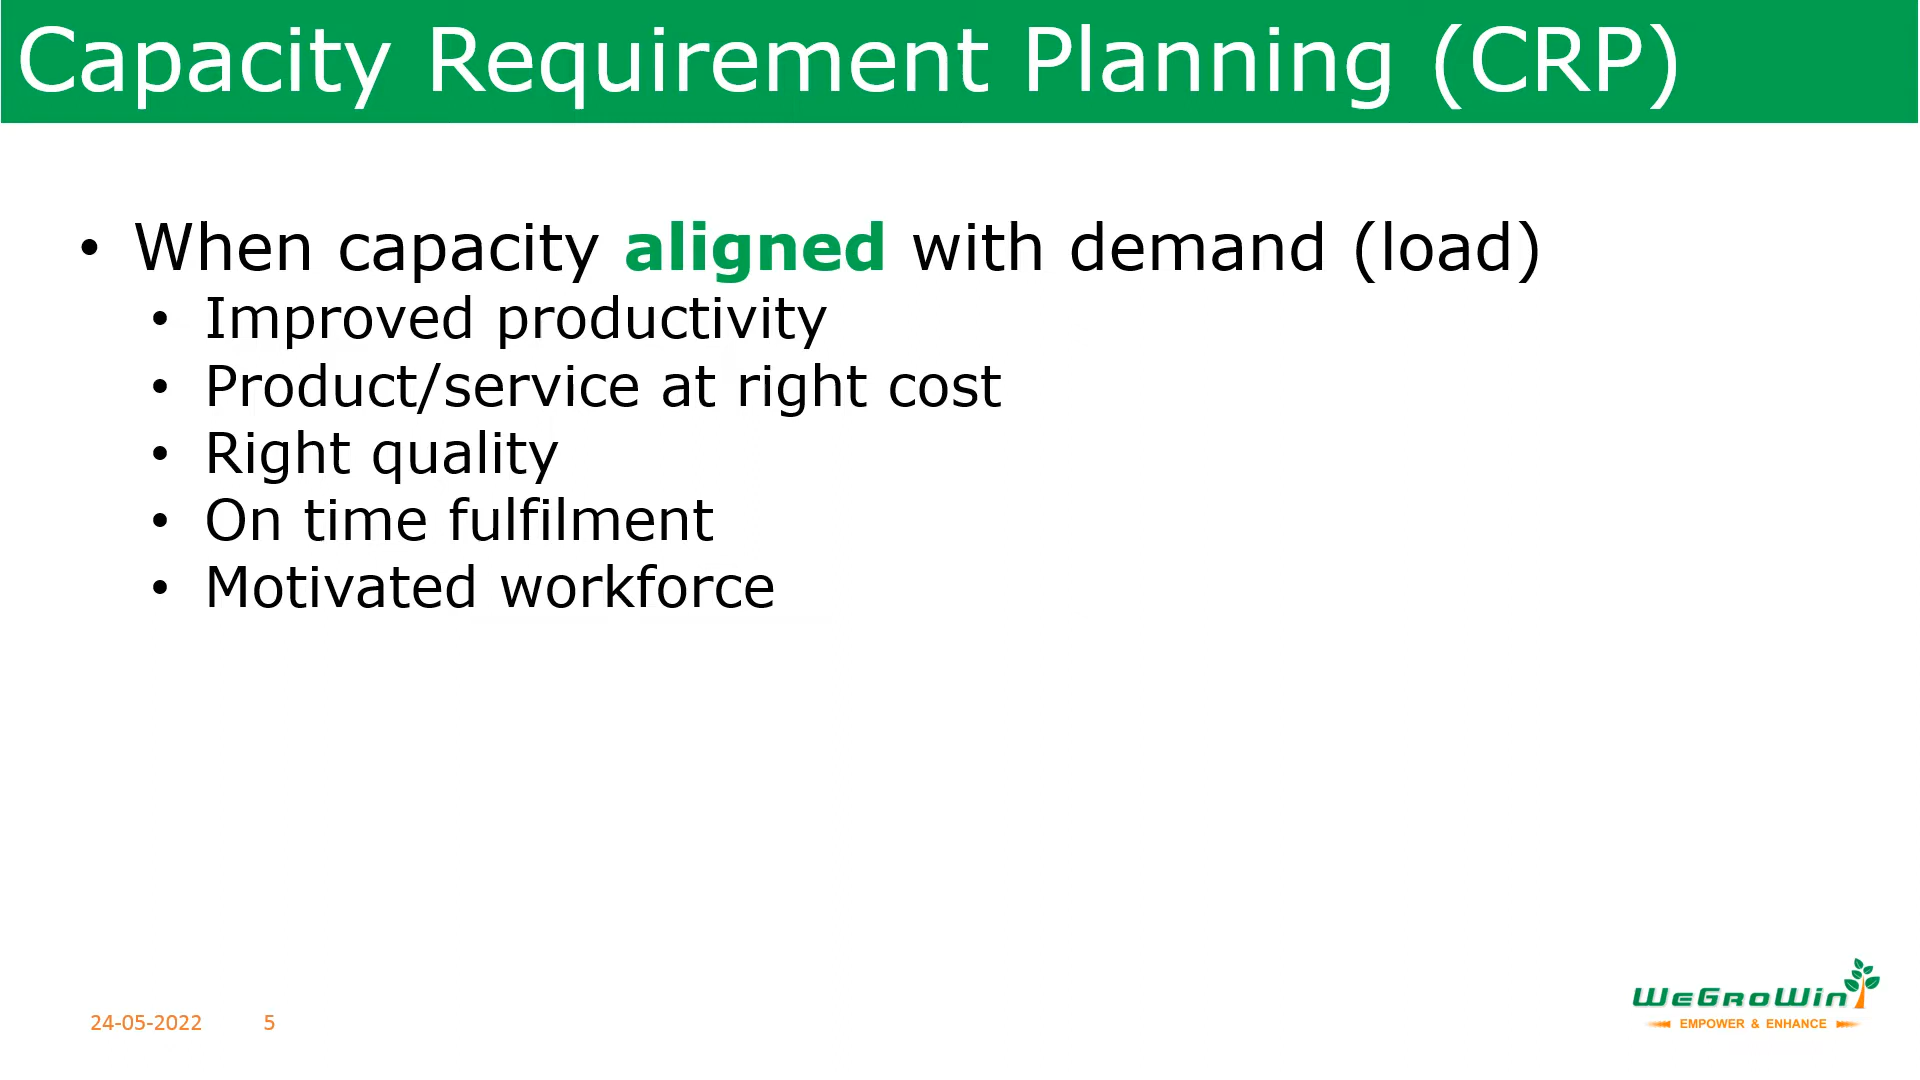 Capacity Requirement Planning (CRP)
• When capacity aligned with demand (load)
• Improved productivity
• Product/service at right cost
• Right quality
• On time fulfilment
• Motivated workforce
24-05-2022 5
WeGroWin
EMPOWER & ENHANCE